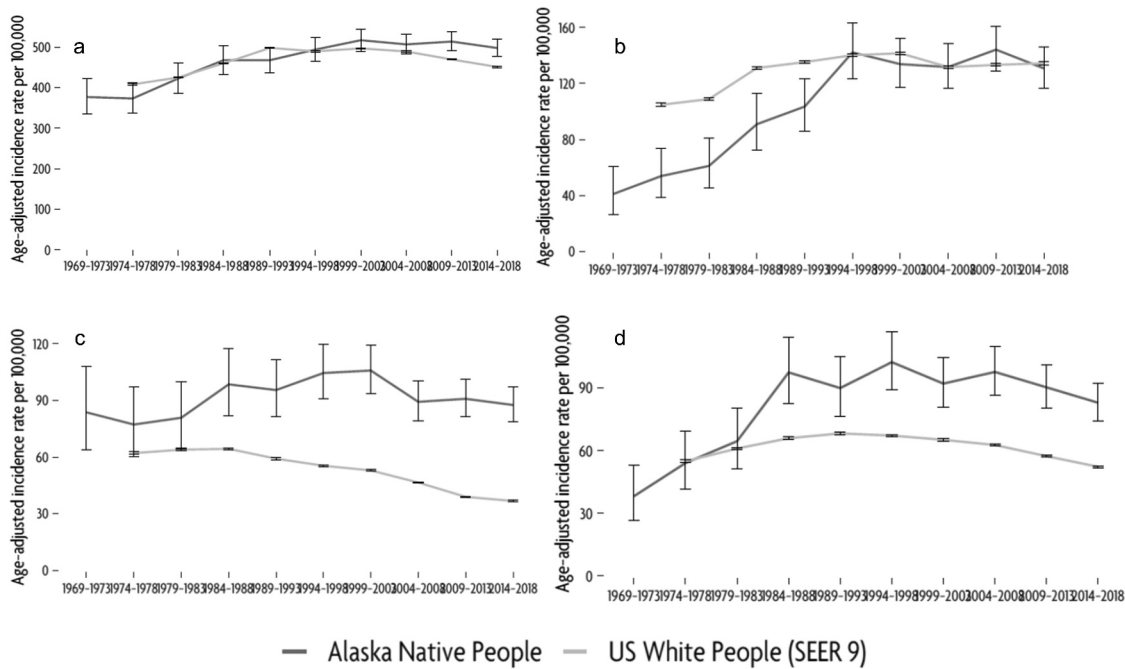 a
Age-adjusted incidence rate per 100,000
500
400
300
200
100
0
1969-1973 1974-1978 1979-1983 1984-1988 1989-1993 1994-1998 1999-2003 2004-2008 2009-2013 2014-2018
b
Age-adjusted incidence rate per 100,000
160
120
80
40
0
1969-1973 1974-1978 1979-1983 1984-1988 1989-1993 1994-1998 1999-2003 2004-2008 2009-2013 2014-2018
c
Age-adjusted incidence rate per 100,000
120
90
60
30
0
1969-1973 1974-1978 1979-1983 1984-1988 1989-1993 1994-1998 1999-2003 2004-2008 2009-2013 2014-2018
d
Age-adjusted incidence rate per 100,000
90
60
30
0
1969-1973 1974-1978 1979-1983 1984-1988 1989-1993 1994-1998 1999-2003 2004-2008 2009-2013 2014-2018
Alaska Native People US White People (SEER 9)